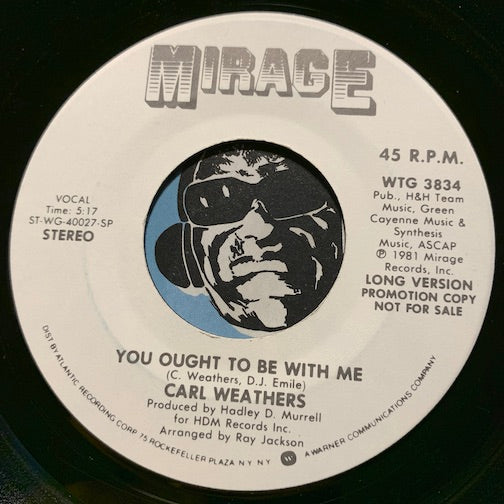 MIRAGE
VOCAL
Time: 5:17
ST-WG-40027-SP
STEREO
45 R.P.M.
WTG 3834
Pub., H&H Team
Music, Green
Cayenne Music &
Synthesis
Music, ASCAP
Ⓟ 1981 Mirage
Records, Inc.
LONG VERSION
PROMOTION COPY
NOT FOR SALE
YOU OUGHT TO BE WITH ME
(C. Weathers, D.J. Emile)
CARL WEATHERS
Produced by Hadley D. Murrell
for HDM Records Inc.
Arranged by Ray Jackson
DIST BY ATLANTIC RECORDING CORP 75 ROCKEFELLER PLAZA NY NY A WARNER COMMUNICATIONS COMPANY